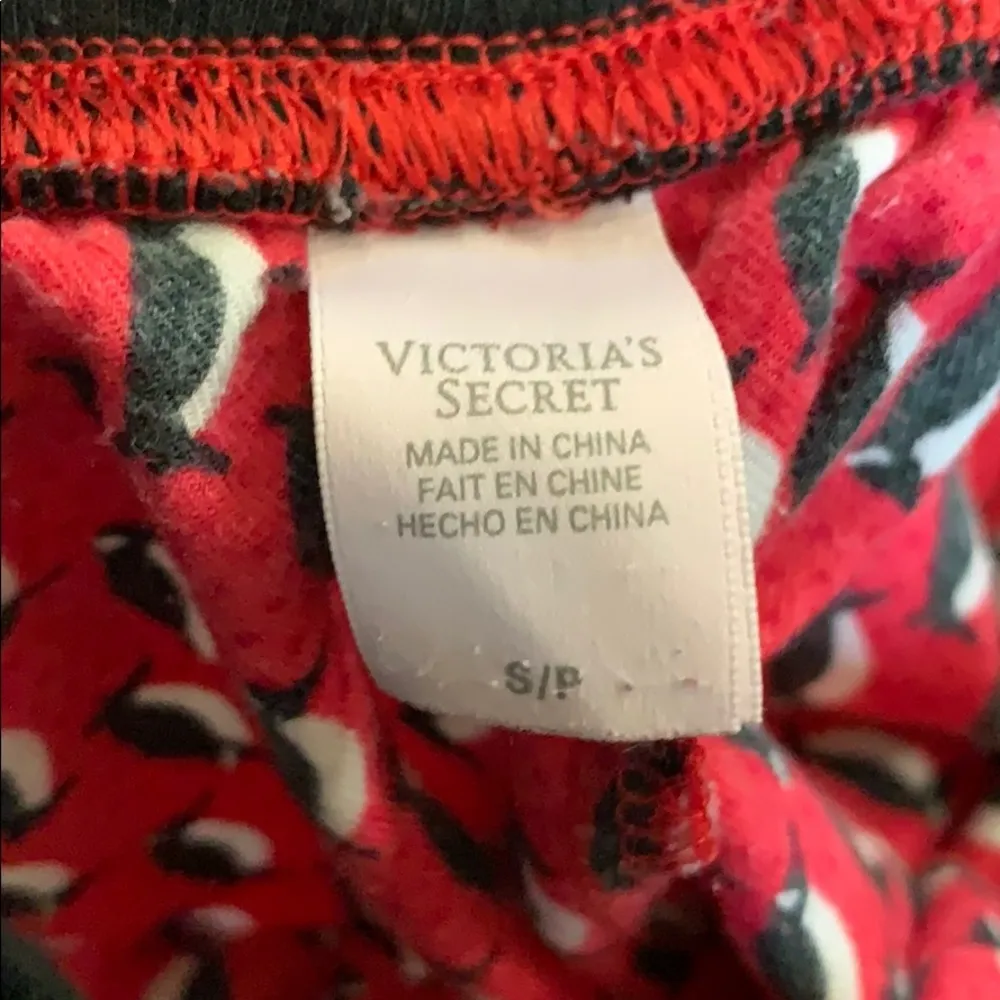 VICTORIA'S
SECRET
MADE IN CHINA
FAIT EN CHINE
HECHO EN CHINA
S/P